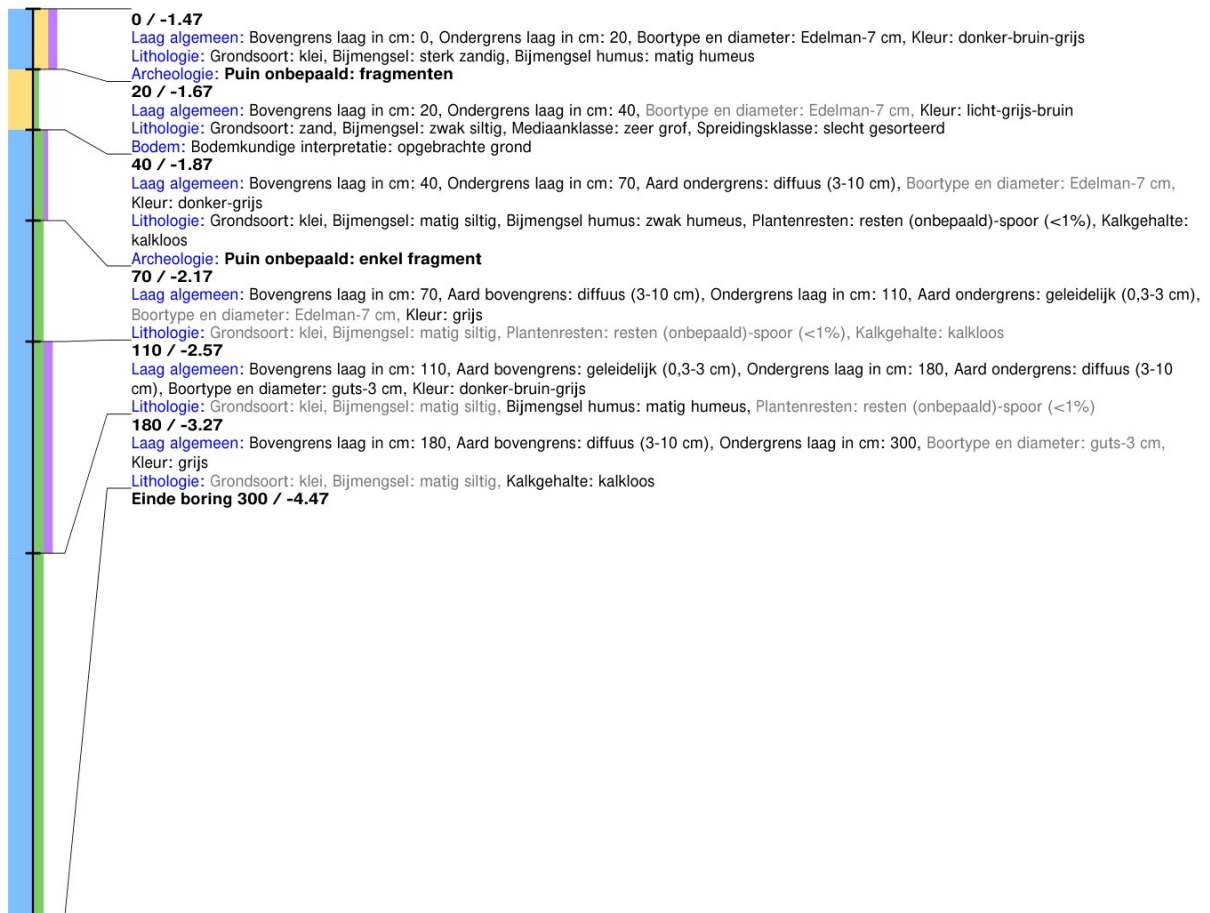 0 / -1.47
Laag algemeen: Bovengrens laag in cm: 0, Ondergrens laag in cm: 20, Boortype en diameter: Edelman-7 cm, Kleur: donker-bruin-grijs
Lithologie: Grondsoort: klei, Bijmengsel: sterk zandig, Bijmengsel humus: matig humeus
Archeologie: Puin onbepaald: fragmenten
20 / -1.67
Laag algemeen: Bovengrens laag in cm: 20, Ondergrens laag in cm: 40, Boortype en diameter: Edelman-7 cm, Kleur: licht-grijs-bruin
Lithologie: Grondsoort: zand, Bijmengsel: zwak siltig, Mediaanklasse: zeer grof, Spreidingsklasse: slecht gesorteerd
Bodem: Bodemkundige interpretatie: opgebrachte grond
40 / -1.87
Laag algemeen: Bovengrens laag in cm: 40, Ondergrens laag in cm: 70, Aard ondergrens: diffuus (3-10 cm), Boortype en diameter: Edelman-7 cm,
Kleur: donker-grijs
Lithologie: Grondsoort: klei, Bijmengsel: matig siltig, Bijmengsel humus: zwak humeus, Plantenresten: resten (onbepaald)-spoor (<1%), Kalkgehalte:
kalkloos
Archeologie: Puin onbepaald: enkel fragment
70 / -2.17
Laag algemeen: Bovengrens laag in cm: 70, Aard bovengrens: diffuus (3-10 cm), Ondergrens laag in cm: 110, Aard ondergrens: geleidelijk (0,3-3 cm),
Boortype en diameter: Edelman-7 cm, Kleur: grijs
Lithologie: Grondsoort: klei, Bijmengsel: matig siltig, Plantenresten: resten (onbepaald)-spoor (<1%), Kalkgehalte: kalkloos
110 / -2.57
Laag algemeen: Bovengrens laag in cm: 110, Aard bovengrens: geleidelijk (0,3-3 cm), Ondergrens laag in cm: 180, Aard ondergrens: diffuus (3-10
cm), Boortype en diameter: guts-3 cm, Kleur: donker-bruin-grijs
Lithologie: Grondsoort: klei, Bijmengsel: matig siltig, Bijmengsel humus: matig humeus, Plantenresten: resten (onbepaald)-spoor (<1%)
180 / -3.27
Laag algemeen: Bovengrens laag in cm: 180, Aard bovengrens: diffuus (3-10 cm), Ondergrens laag in cm: 300, Boortype en diameter: guts-3 cm,
Kleur: grijs
Lithologie: Grondsoort: klei, Bijmengsel: matig siltig, Kalkgehalte: kalkloos
Einde boring 300 / -4.47